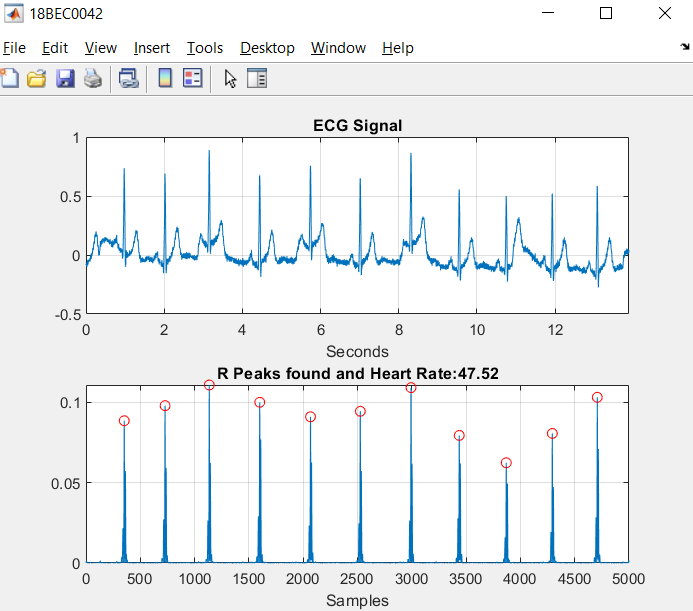 18BEC0042
File Edit View Insert Tools Desktop Window Help
ECG Signal
1
0.5
0
-0.5
0 2 4 6 8 10 12
Seconds
R Peaks found and Heart Rate:47.52
0.1
0.05
0
0 500 1000 1500 2000 2500 3000 3500 4000 4500 5000
Samples